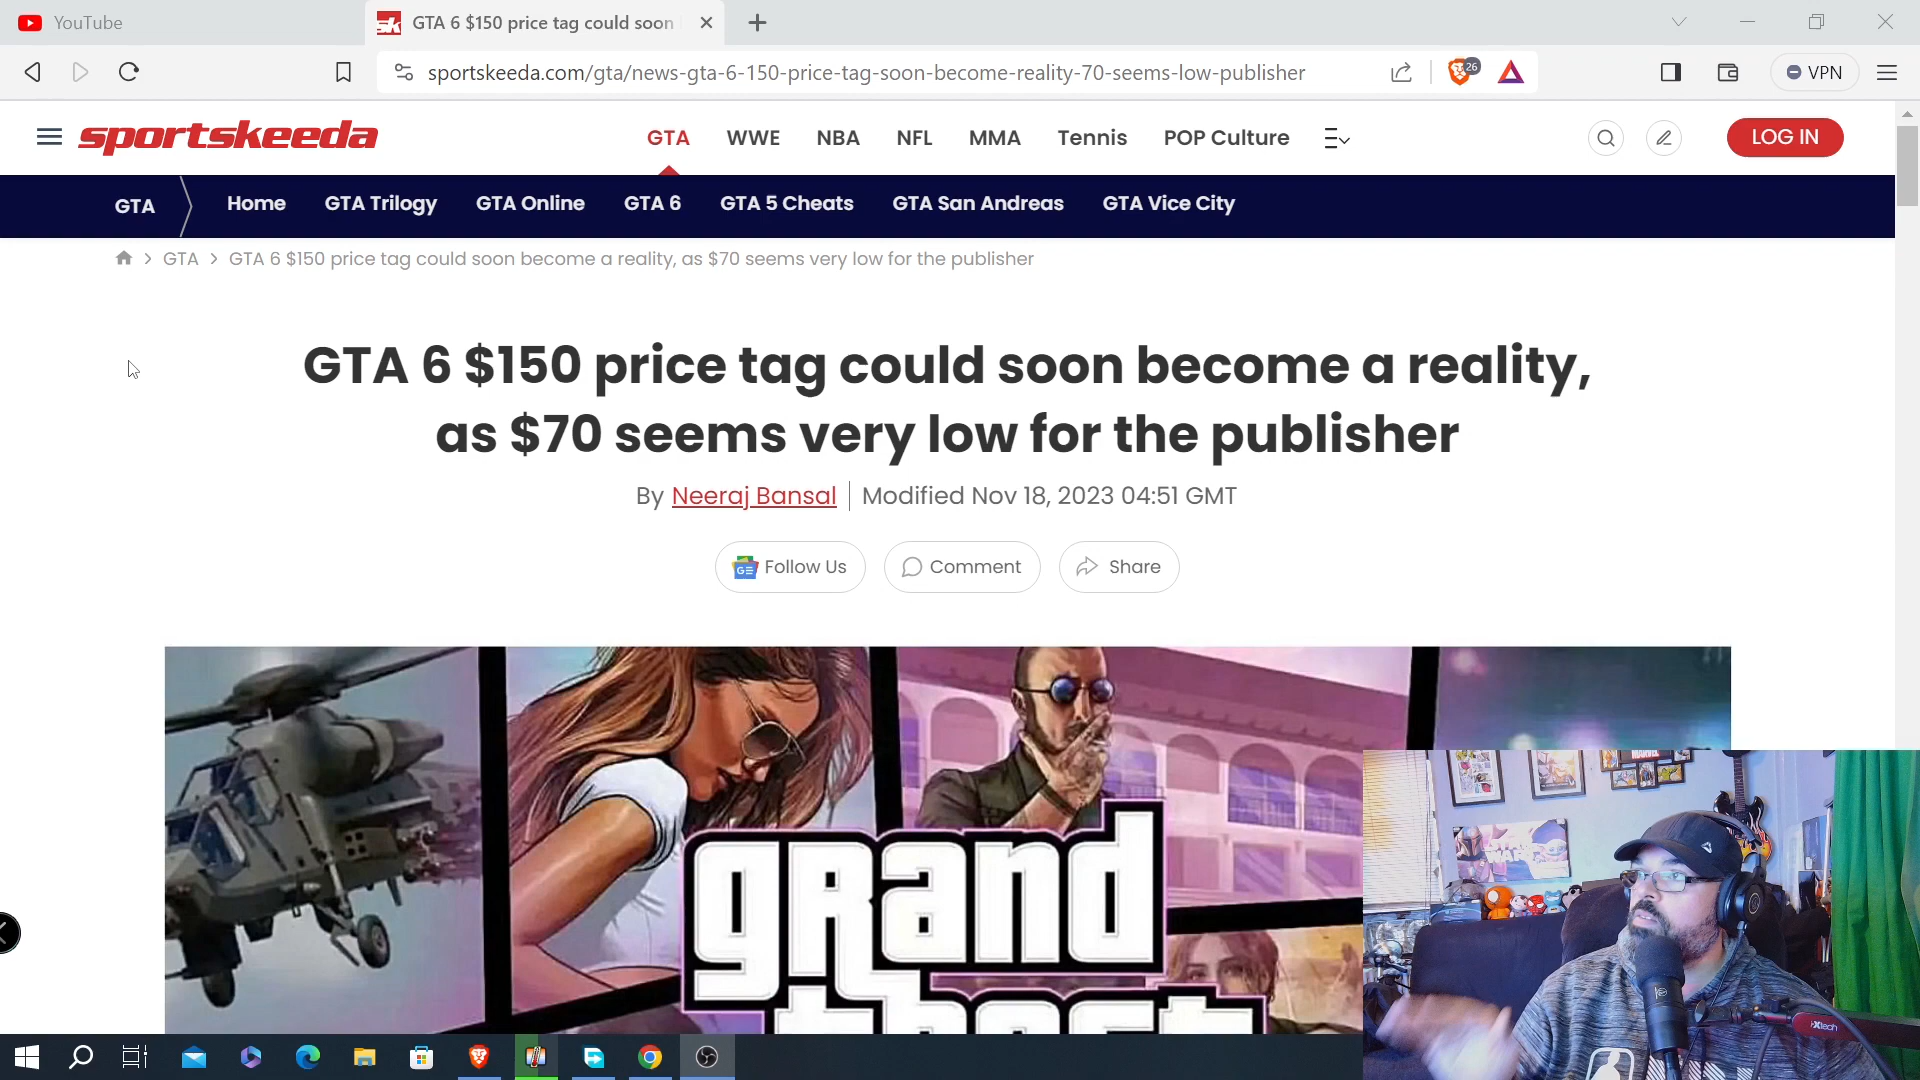 YouTube
GTA 6 $150 price tag could soon
sportskeeda.com/gta/news-gta-6-150-price-tag-soon-become-reality-70-seems-low-publisher
26
VPN
sportskeeda
GTA WWE NBA NFL MMA Tennis POP Culture
LOG IN
GTA Home GTA Trilogy GTA Online GTA 6 GTA 5 Cheats GTA San Andreas GTA Vice City
GTA GTA 6 $150 price tag could soon become a reality, as $70 seems very low for the publisher
GTA 6 $150 price tag could soon become a reality,
as $70 seems very low for the publisher
By Neeraj Bansal Modified Nov 18, 2023 04:51 GMT
GE Follow Us Comment Share
grand
theft